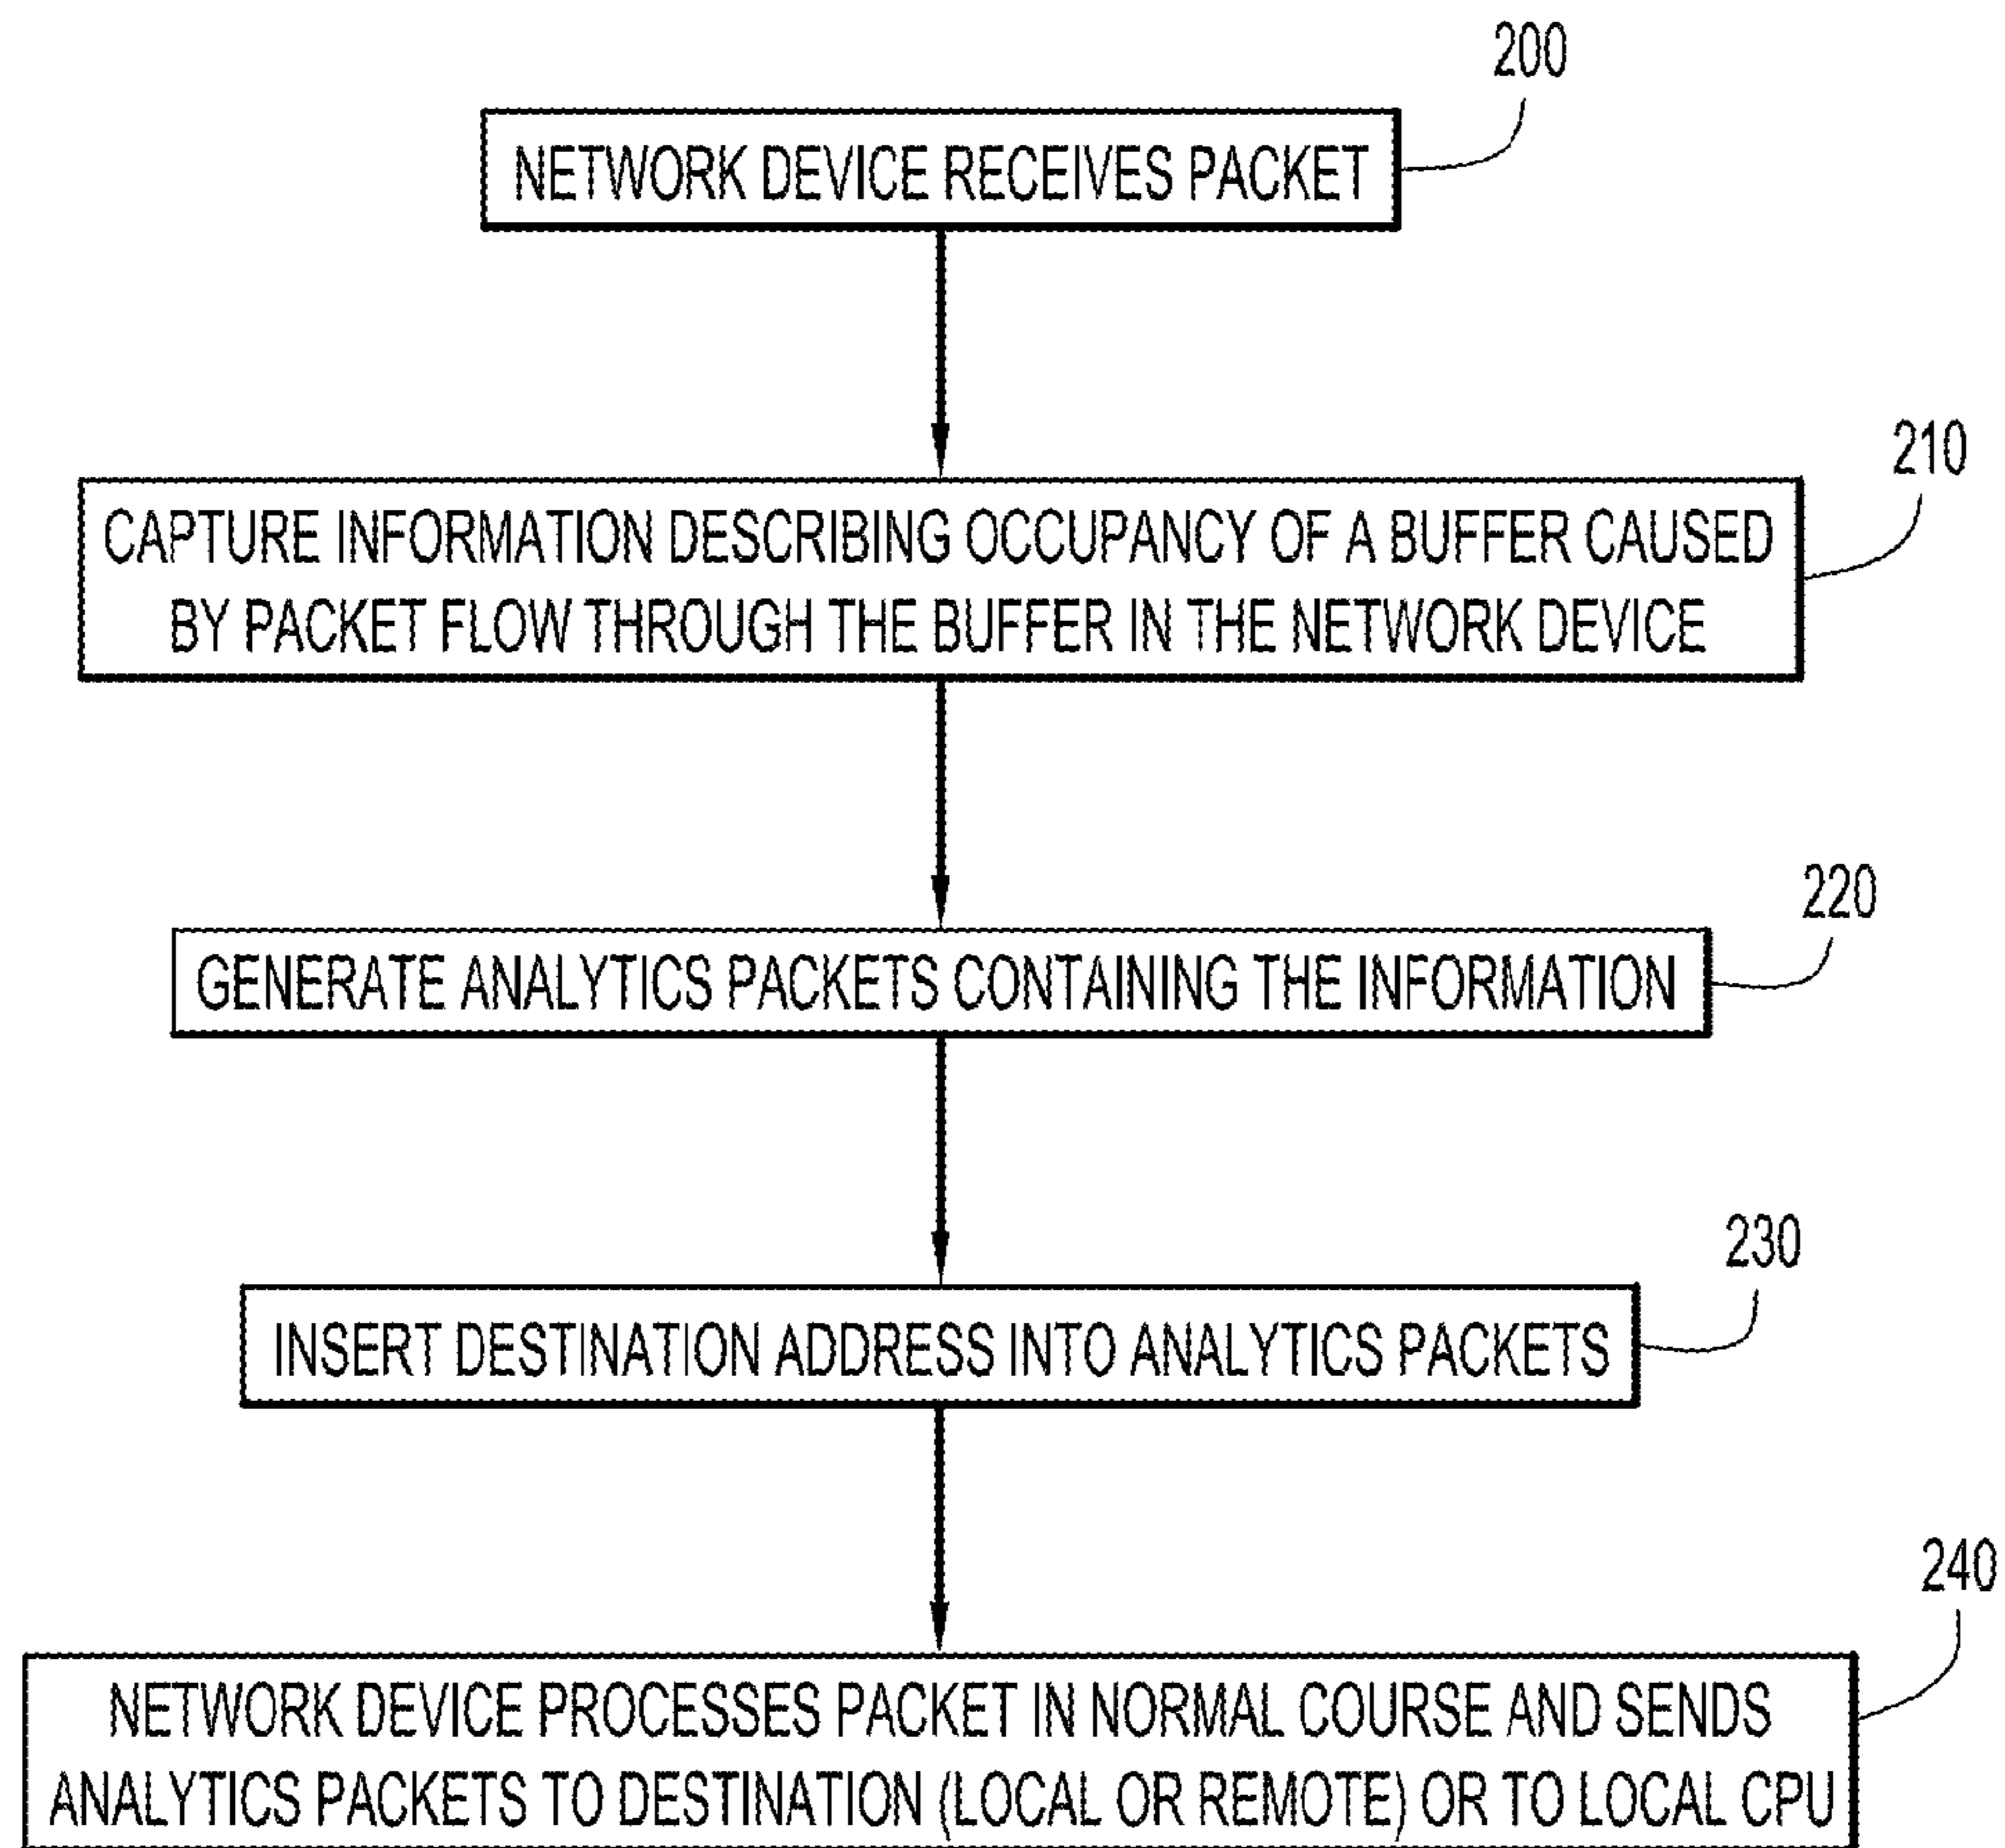 200
NETWORK DEVICE RECEIVES PACKET
210
CAPTURE INFORMATION DESCRIBING OCCUPANCY OF A BUFFER CAUSED
BY PACKET FLOW THROUGH THE BUFFER IN THE NETWORK DEVICE
220
GENERATE ANALYTICS PACKETS CONTAINING THE INFORMATION
230
INSERT DESTINATION ADDRESS INTO ANALYTICS PACKETS
240
NETWORK DEVICE PROCESSES PACKET IN NORMAL COURSE AND SENDS
ANALYTICS PACKETS TO DESTINATION (LOCAL OR REMOTE) OR TO LOCAL CPU